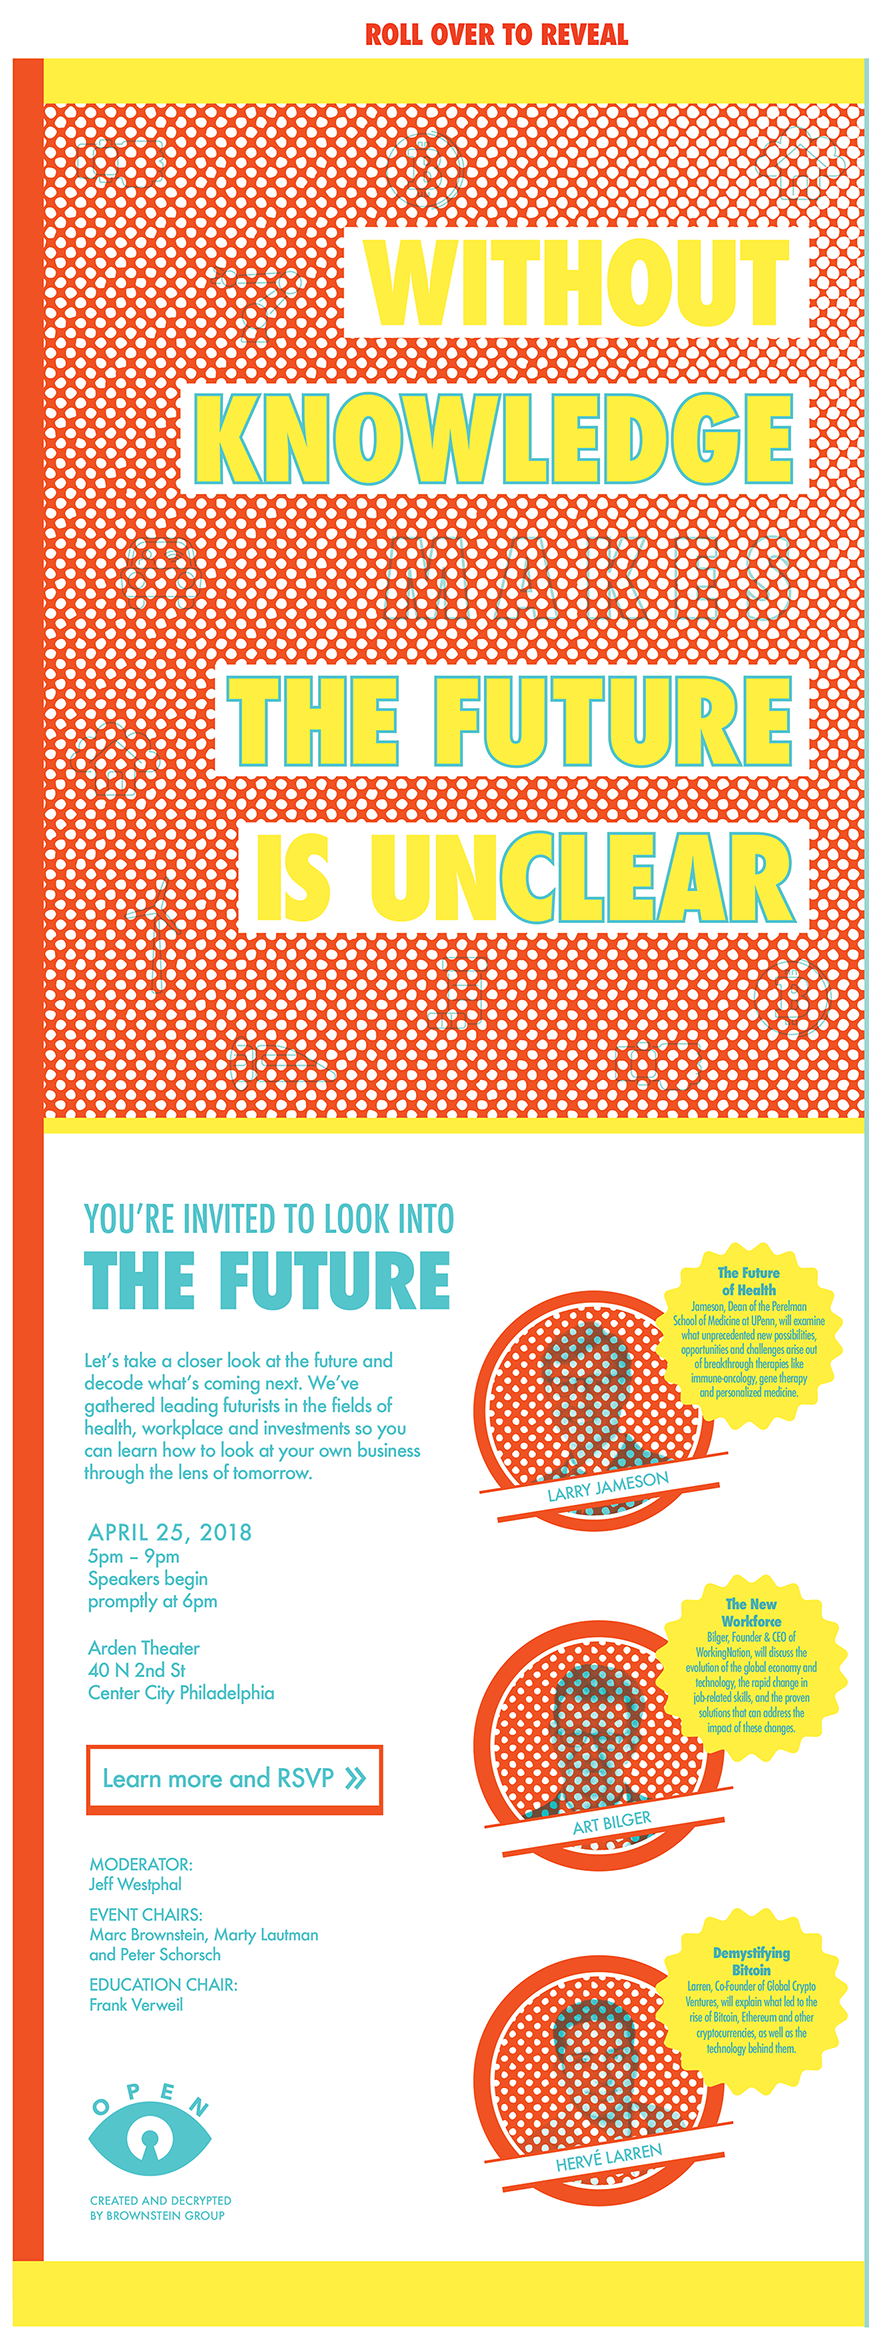 ROLL OVER TO REVEAL
WITHOUT
KNOWLEDGE
MAKES
THE FUTURE
IS UNCLEAR
YOU'RE INVITED TO LOOK INTO
THE FUTURE
Let's take a closer look at the future and
decode what's coming next. We've
gathered leading futurists in the fields of
health, workplace and investments so you
can learn how to look at your own business
through the lens of tomorrow.
APRIL 25, 2018
5pm – 9pm
Speakers begin
promptly at 6pm
Arden Theater
40 N 2nd St
Center City Philadelphia
Learn more and RSVP »
MODERATOR:
Jeff Westphal
EVENT CHAIRS:
Marc Brownstein, Marty Lautman
and Peter Schorsch
EDUCATION CHAIR:
Frank Verweil
OPEN
CREATED AND DECRYPTED
BY BROWNSTEIN GROUP
The Future
of Health
Jameson, Dean of the Perelman
School of Medicine at UPenn, will examine
what unprecedented new possibilities,
opportunities and challenges arise out
of breakthrough therapies like
immune-oncology, gene therapy
and personalized medicine.
LARRY JAMESON
The New
Workforce
Bilger, Founder & CEO of
WorkingNation, will discuss the
evolution of the global economy and
technology, the rapid change in
job-related skills, and the proven
solutions that can address the
impact of these changes.
ART BILGER
Demystifying
Bitcoin
Larren, Co-Founder of Global Crypto
Ventures, will explain what led to the
rise of Bitcoin, Ethereum and other
cryptocurrencies, as well as the
technology behind them.
HERVÉ LARREN